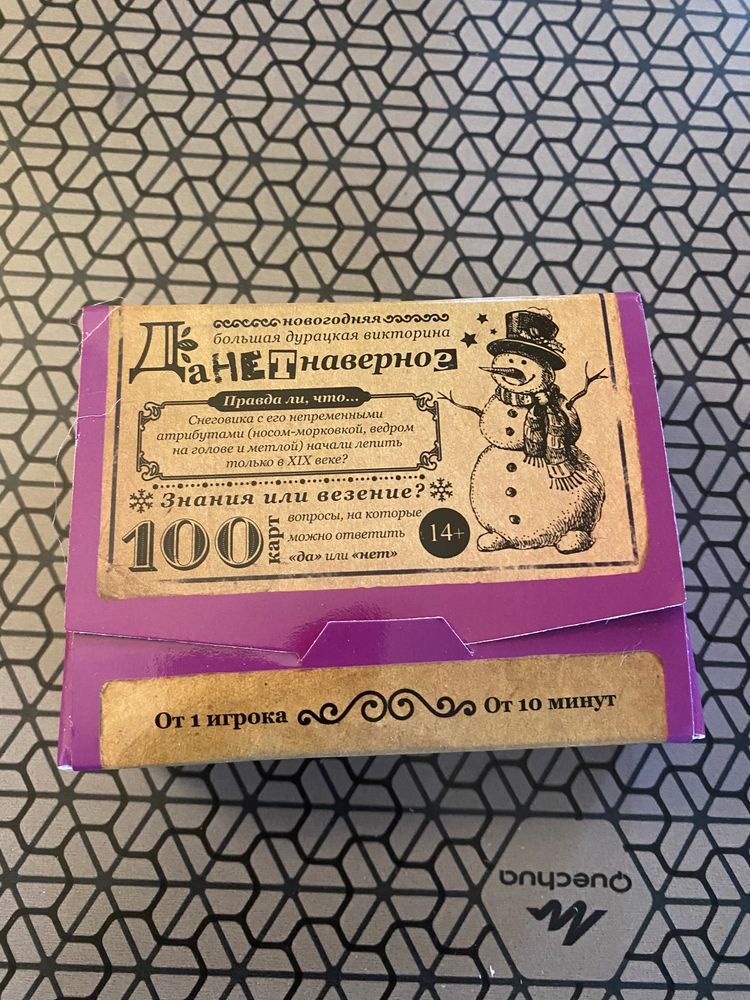 новогодняя
большая дурацкая викторина
ДаНЕТнаверное
Правда ли, что...
Снеговика с его непременными
атрибутами (носом-морковкой, ведром
на голове и метлой) начали лепить
только в XIX веке?
Знания или везение?
100 карт
вопросы, на которые
можно ответить
«да» или «нет»
14+
От 1 игрока
От 10 минут
Quechua